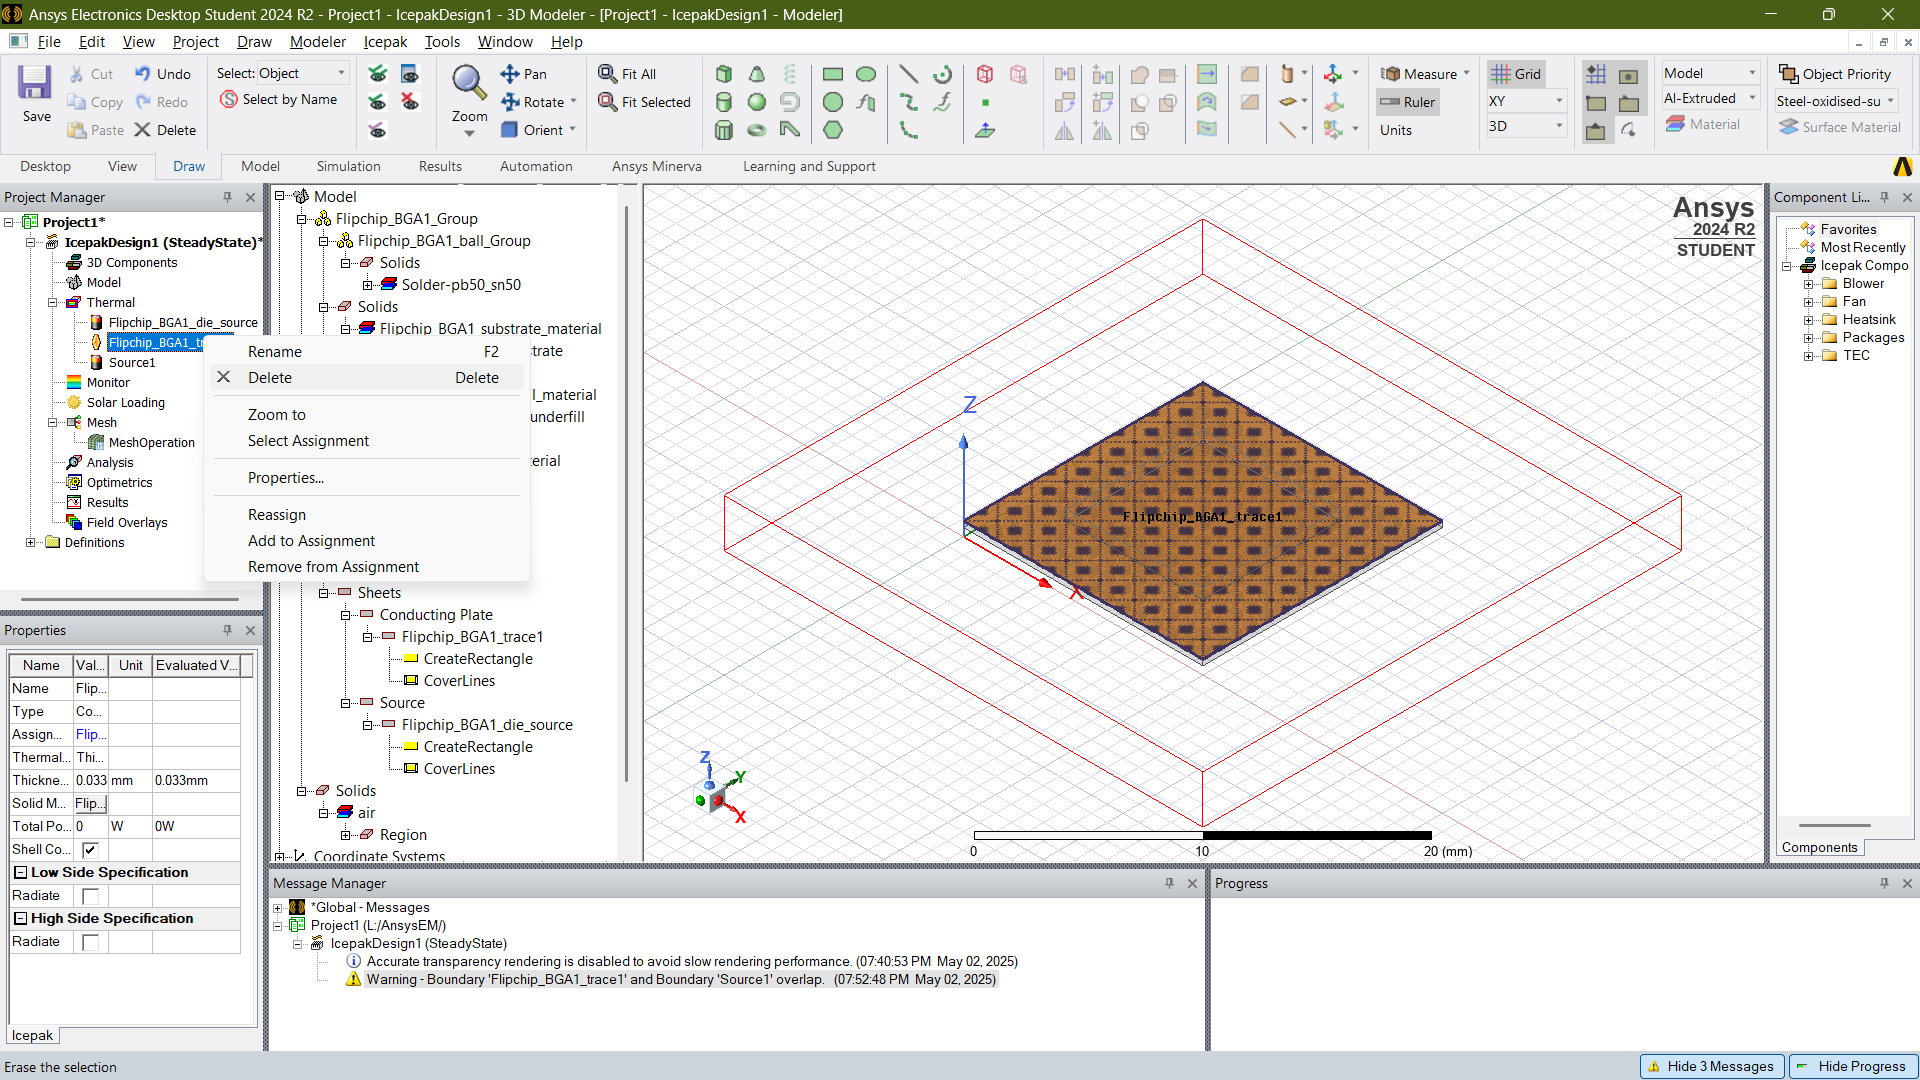 Ansys Electronics Desktop Student 2024 R2 - Project1 - IcepakDesign1 - 3D Modeler - [Project1 - IcepakDesign1 - Modeler]
File Edit View Project Draw Modeler Icepak Tools Window Help
Save
Cut
Copy
Paste
Undo
Redo
Delete
Select: Object
Select by Name
Zoom
Pan
Rotate
Orient
Fit All
Fit Selected
Measure
Ruler
Units
Grid
XY
3D
Model
Al-Extruded
Material
Object Priority
Steel-oxidised-su
Surface Material
Desktop View Draw Model Simulation Results Automation Ansys Minerva Learning and Support
Project Manager
Project1*
IcepakDesign1 (SteadyState)*
3D Components
Model
Thermal
Flipchip_BGA1_die_source
Flipchip_BGA1_tr
Source1
Monitor
Solar Loading
Mesh
MeshOperation
Analysis
Optimetrics
Results
Field Overlays
Definitions
Rename F2
Delete Delete
Zoom to
Select Assignment
Properties...
Reassign
Add to Assignment
Remove from Assignment
Model
Flipchip_BGA1_Group
Flipchip_BGA1_ball_Group
Solids
Solder-pb50_sn50
Solids
Flipchip_BGA1_substrate_material
trate
l_material
underfill
erial
Sheets
Conducting Plate
Flipchip_BGA1_trace1
CreateRectangle
CoverLines
Source
Flipchip_BGA1_die_source
CreateRectangle
CoverLines
Solids
air
Region
Coordinate Systems
Ansys
2024 R2
STUDENT
Z
Flipchip_BGA1_trace1
X
Z
Y
X
0 10 20 (mm)
Component Li...
Favorites
Most Recently
Icepak Compo
Blower
Fan
Heatsink
Packages
TEC
Components
Properties
Name Val... Unit Evaluated V...
Name Flip...
Type Co...
Assign... Flip...
Thermal... Thi...
Thickne... 0.033 mm 0.033mm
Solid M... Flip...
Total Po... 0 W 0W
Shell Co...
Low Side Specification
Radiate
High Side Specification
Radiate
Icepak
Message Manager
*Global - Messages
Project1 (L:/AnsysEM/)
IcepakDesign1 (SteadyState)
Accurate transparency rendering is disabled to avoid slow rendering performance. (07:40:53 PM May 02, 2025)
Warning - Boundary 'Flipchip_BGA1_trace1' and Boundary 'Source1' overlap. (07:52:48 PM May 02, 2025)
Progress
Erase the selection
Hide 3 Messages
Hide Progress